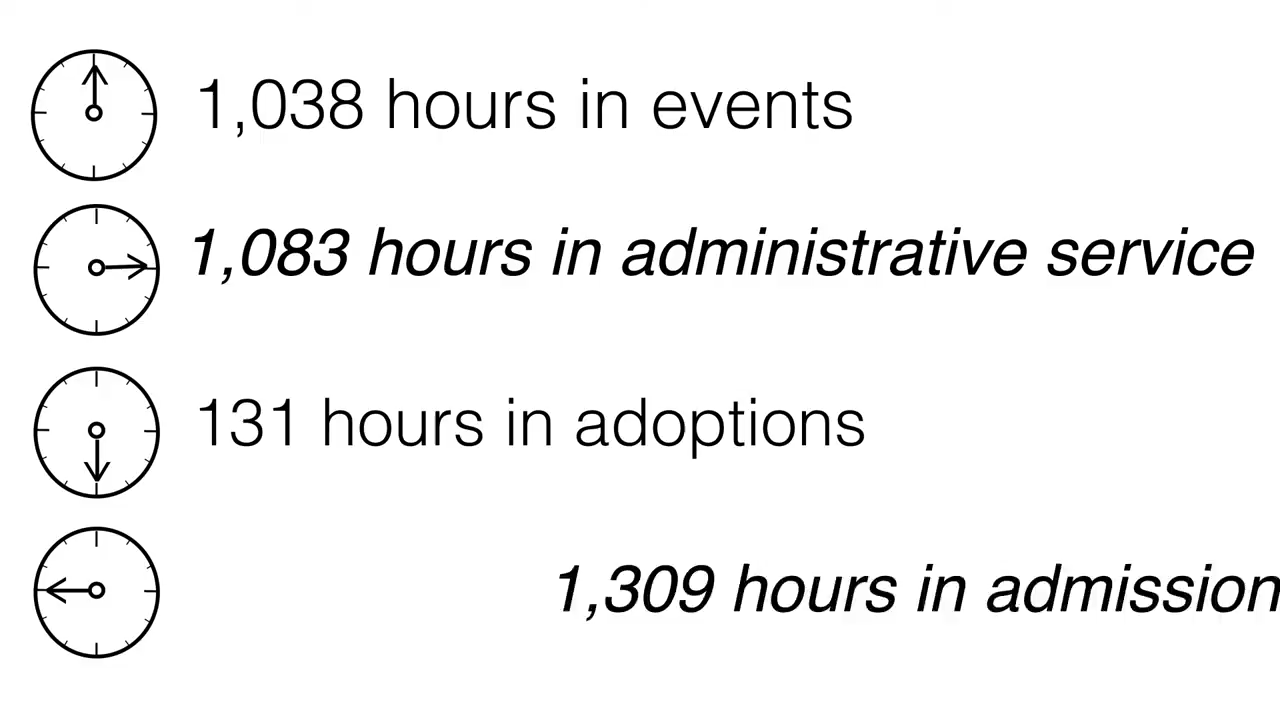 1,038 hours in events
1,083 hours in administrative service
131 hours in adoptions
1,309 hours in admission